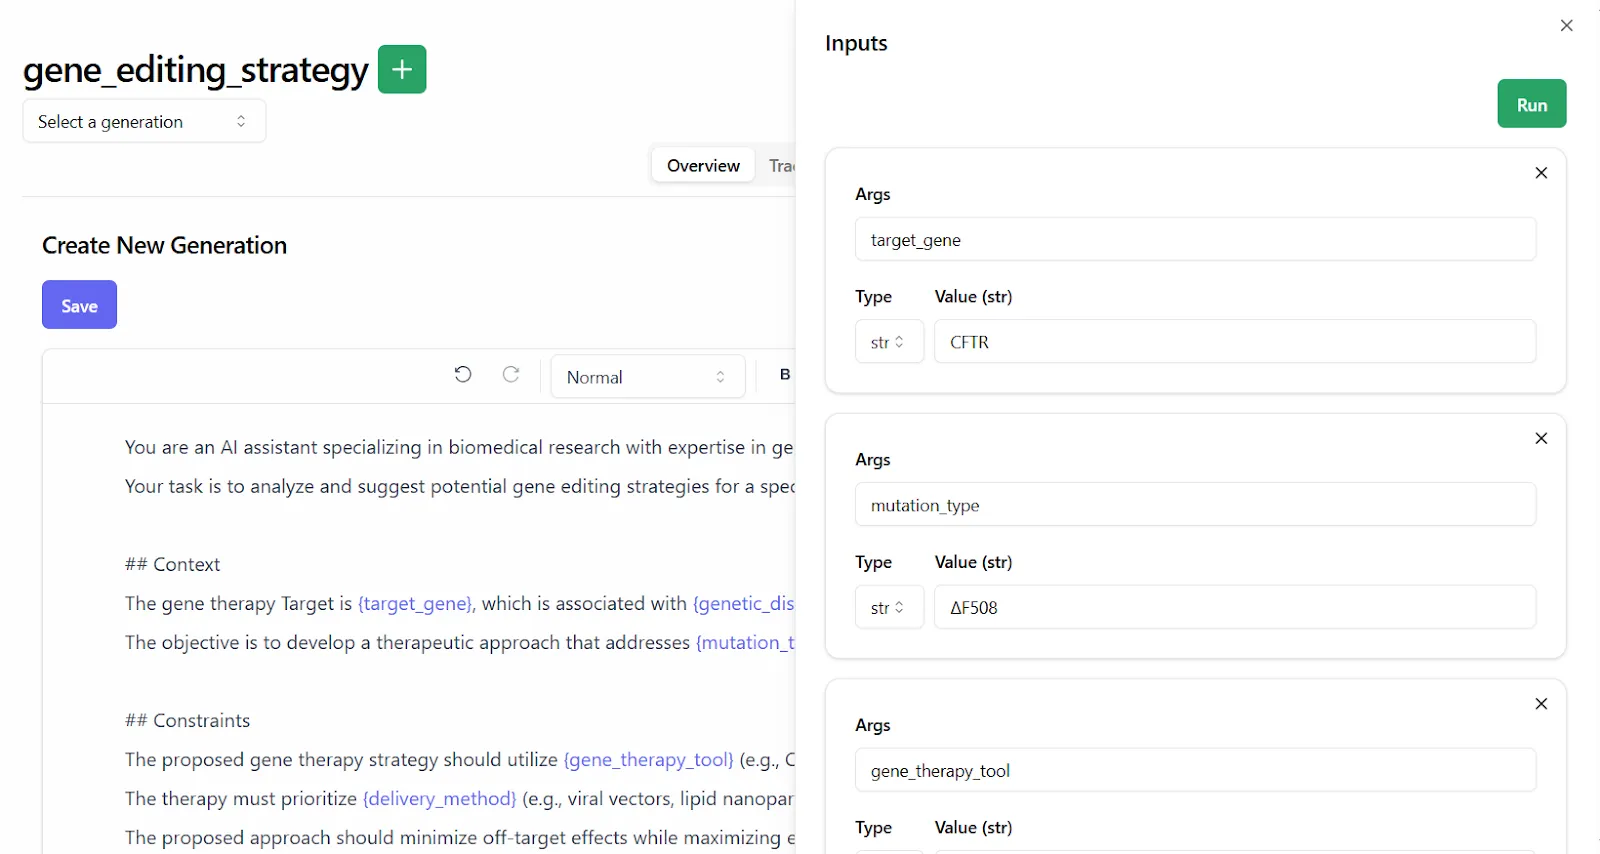 gene_editing_strategy +
Select a generation
Overview
Create New Generation
Save
Normal
B
You are an AI assistant specializing in biomedical research with expertise in
Your task is to analyze and suggest potential gene editing strategies for a
## Context
The gene therapy Target is {target_gene}, which is associated with {genetic_dis
The objective is to develop a therapeutic approach that addresses {mutation_t
## Constraints
The proposed gene therapy strategy should utilize {gene_therapy_tool} (e.g.,
The therapy must prioritize {delivery_method} (e.g., viral vectors, lipid nanopar
The proposed approach should minimize off-target effects while maximizing
Inputs
Run
Args
target_gene
Type Value (str)
str CFTR
Args
mutation_type
Type Value (str)
str ΔF508
Args
gene_therapy_tool
Type Value (str)